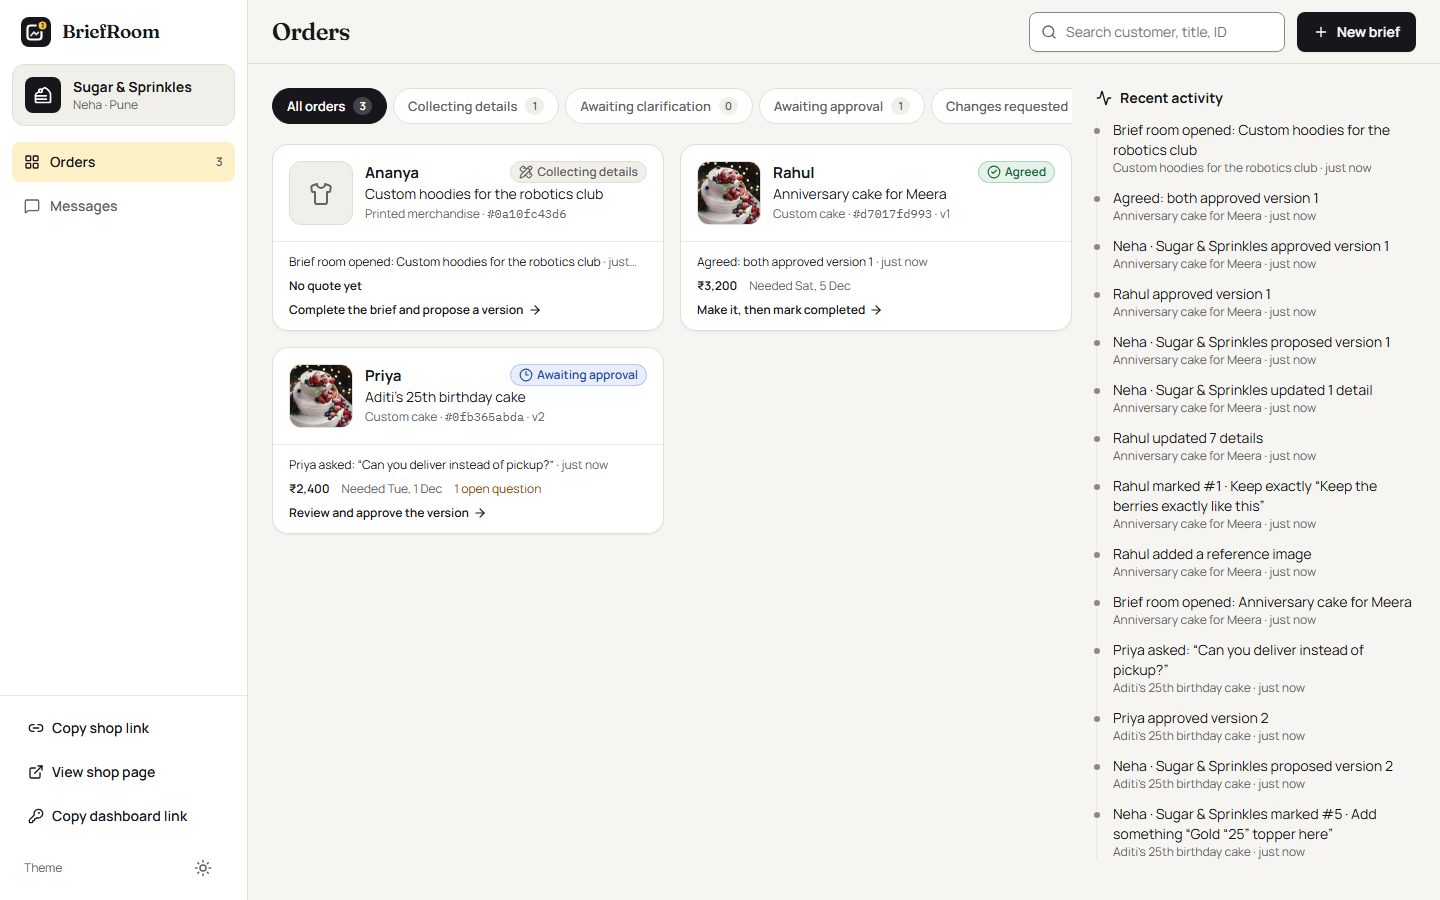 BriefRoom
Sugar & Sprinkles
Neha · Pune
Orders 3
Messages
Copy shop link
View shop page
Copy dashboard link
Theme
Orders
Search customer, title, ID
New brief
All orders 3
Collecting details 1
Awaiting clarification 0
Awaiting approval 1
Changes requested
Ananya
Collecting details
Custom hoodies for the robotics club
Printed merchandise · #0a10fc43d6
Brief room opened: Custom hoodies for the robotics club · just…
No quote yet
Complete the brief and propose a version →
Rahul
Agreed
Anniversary cake for Meera
Custom cake · #d7017fd993 · v1
Agreed: both approved version 1 · just now
₹3,200 Needed Sat, 5 Dec
Make it, then mark completed →
Priya
Awaiting approval
Aditi's 25th birthday cake
Custom cake · #0fb365abda · v2
Priya asked: “Can you deliver instead of pickup?” · just now
₹2,400 Needed Tue, 1 Dec 1 open question
Review and approve the version →
Recent activity
Brief room opened: Custom hoodies for the
robotics club
Custom hoodies for the robotics club · just now
Agreed: both approved version 1
Anniversary cake for Meera · just now
Neha · Sugar & Sprinkles approved version 1
Anniversary cake for Meera · just now
Rahul approved version 1
Anniversary cake for Meera · just now
Neha · Sugar & Sprinkles proposed version 1
Anniversary cake for Meera · just now
Neha · Sugar & Sprinkles updated 1 detail
Anniversary cake for Meera · just now
Rahul updated 7 details
Anniversary cake for Meera · just now
Rahul marked #1 · Keep exactly “Keep the
berries exactly like this”
Anniversary cake for Meera · just now
Rahul added a reference image
Anniversary cake for Meera · just now
Brief room opened: Anniversary cake for Meera
Anniversary cake for Meera · just now
Priya asked: “Can you deliver instead of
pickup?”
Aditi's 25th birthday cake · just now
Priya approved version 2
Aditi's 25th birthday cake · just now
Neha · Sugar & Sprinkles proposed version 2
Aditi's 25th birthday cake · just now
Neha · Sugar & Sprinkles marked #5 · Add
something “Gold “25” topper here”
Aditi's 25th birthday cake · just now